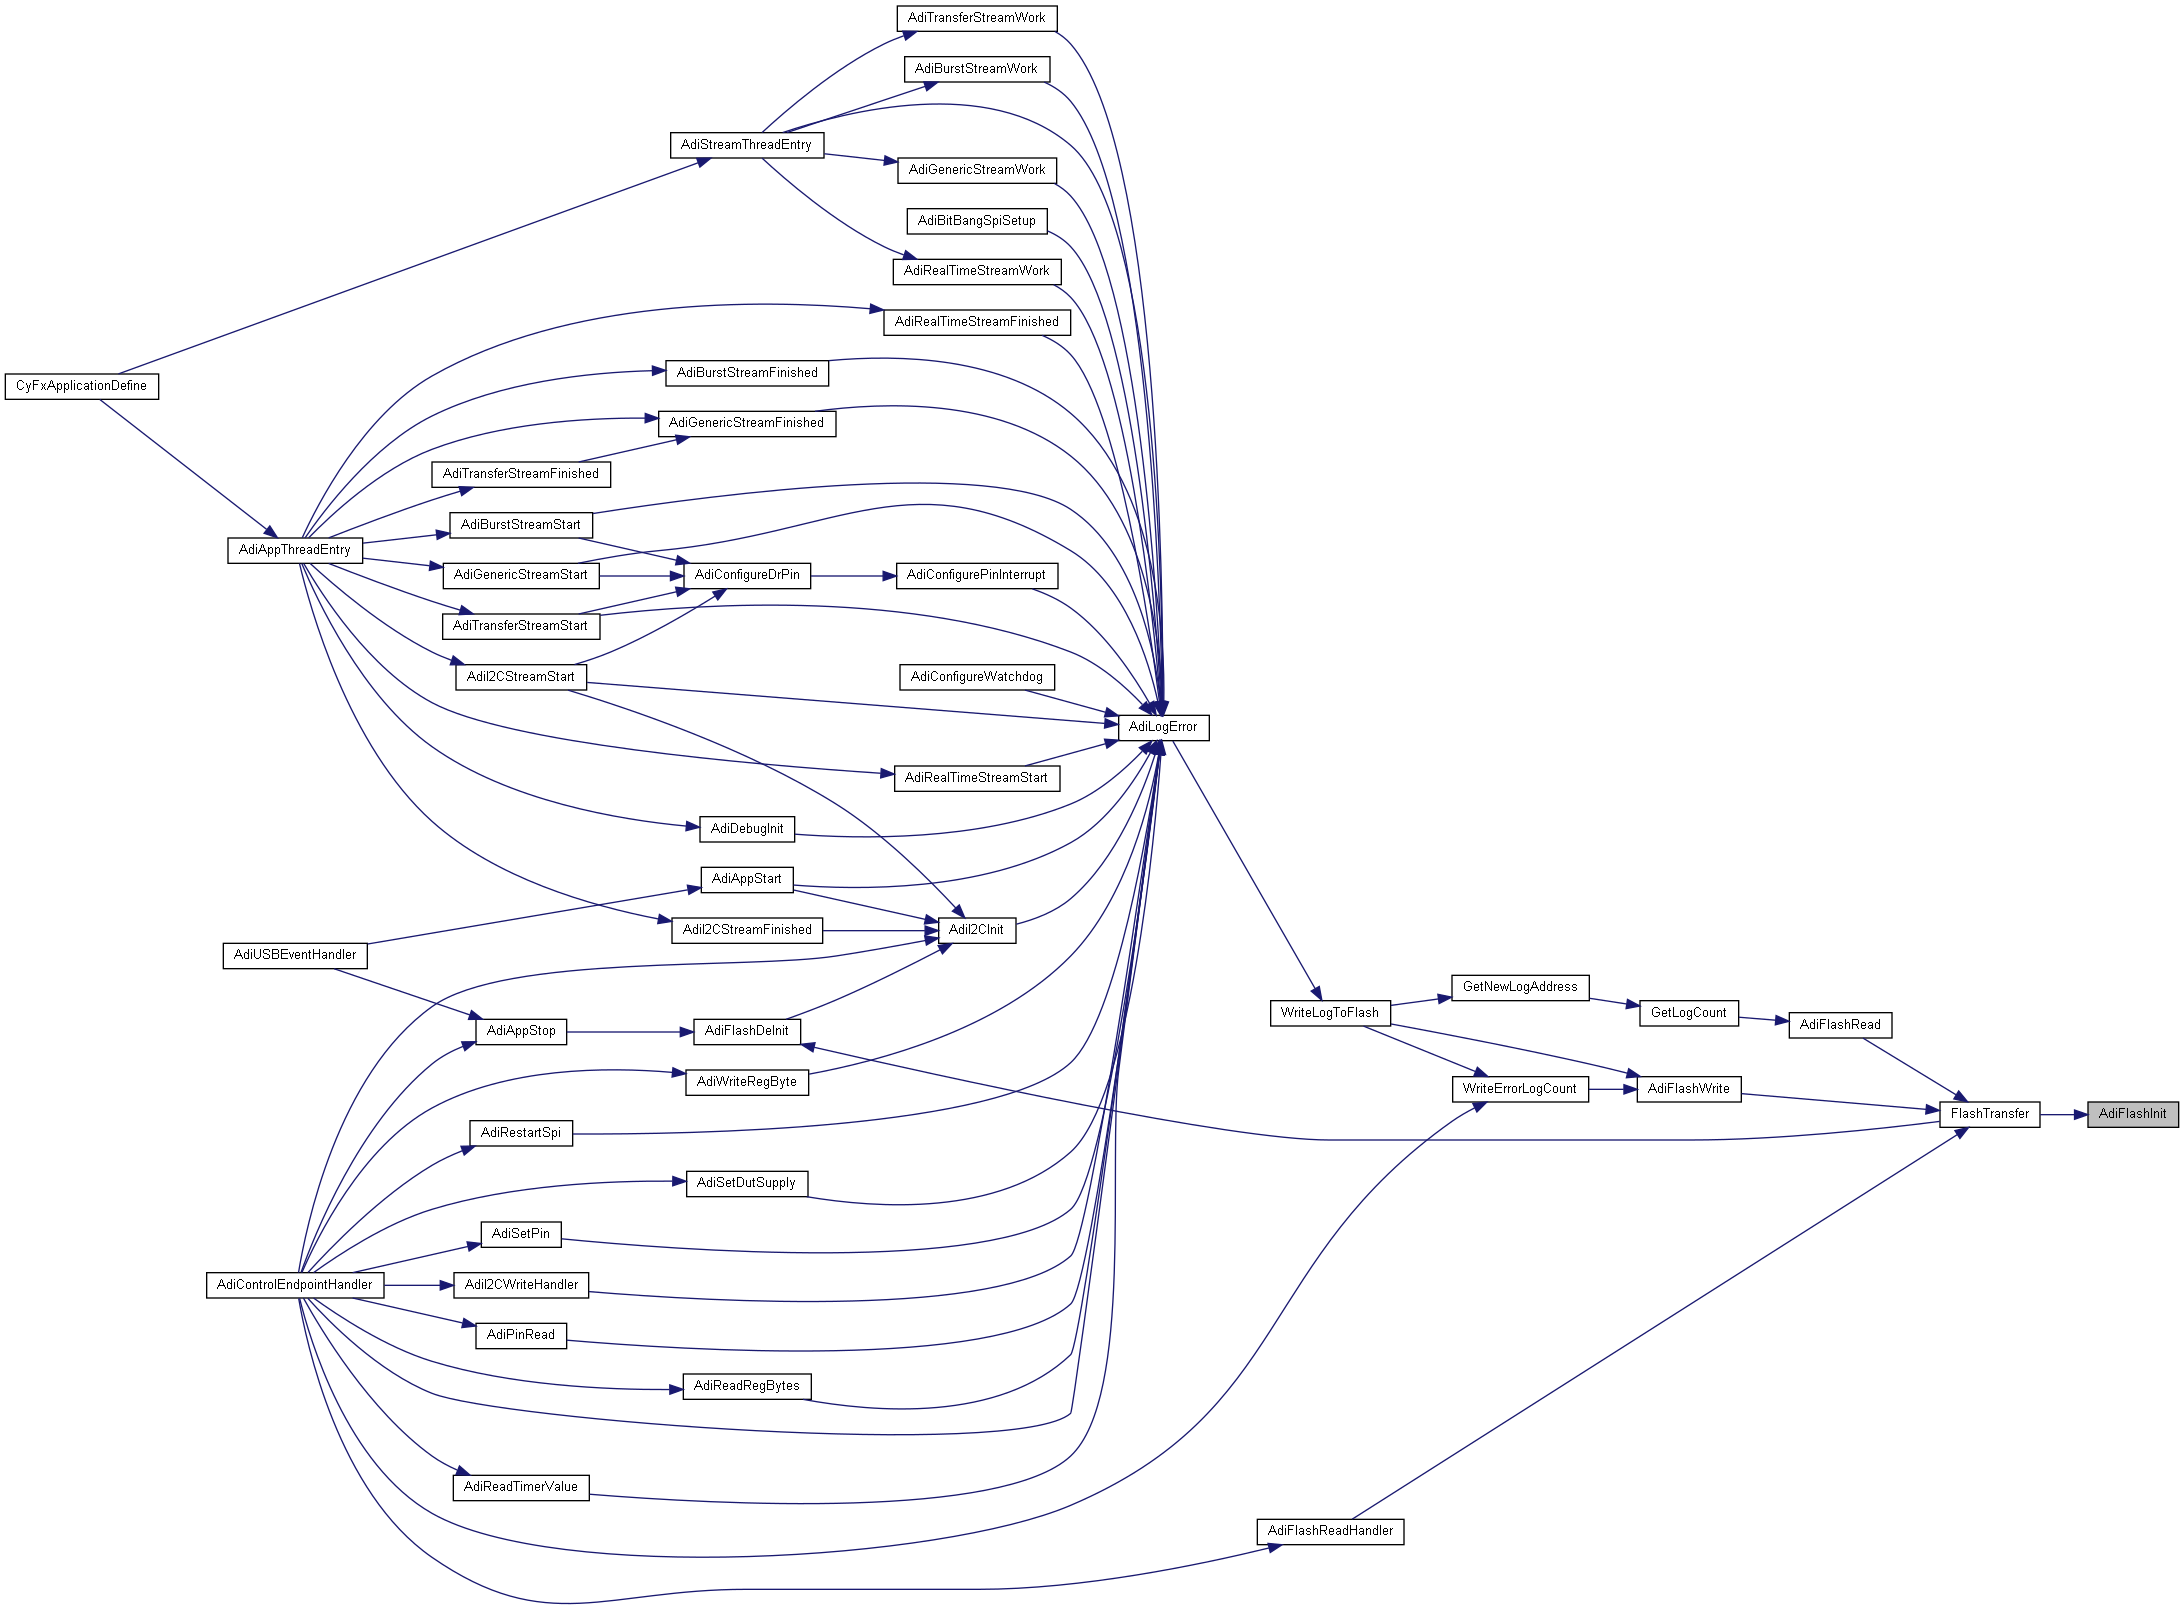 AdiTransferStreamWork
AdiBurstStreamWork
AdiStreamThreadEntry
AdiGenericStreamWork
AdiBitBangSpiSetup
AdiRealTimeStreamWork
AdiRealTimeStreamFinished
AdiBurstStreamFinished
CyFxApplicationDefine
AdiGenericStreamFinished
AdiTransferStreamFinished
AdiBurstStreamStart
AdiAppThreadEntry
AdiGenericStreamStart
AdiConfigureDrPin
AdiConfigurePinInterrupt
AdiTransferStreamStart
AdiI2CStreamStart
AdiConfigureWatchdog
AdiLogError
AdiRealTimeStreamStart
AdiDebugInit
AdiAppStart
AdiI2CStreamFinished
AdiI2CInit
AdiUSBEventHandler
GetNewLogAddress
WriteLogToFlash
GetLogCount
AdiFlashRead
AdiAppStop
AdiFlashDeInit
AdiWriteRegByte
WriteErrorLogCount
AdiFlashWrite
FlashTransfer
AdiFlashInit
AdiRestartSpi
AdiSetDutSupply
AdiSetPin
AdiControlEndpointHandler
AdiI2CWriteHandler
AdiPinRead
AdiReadRegBytes
AdiReadTimerValue
AdiFlashReadHandler